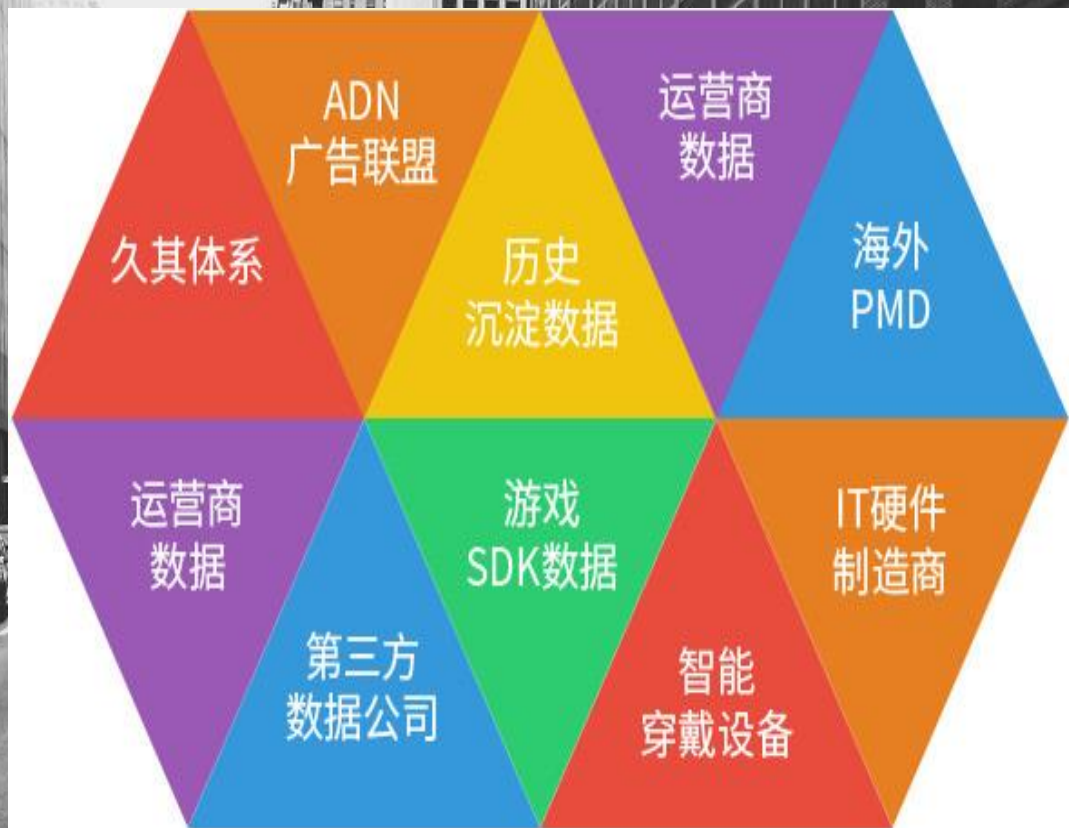 久其体系
ADN
广告联盟
历史
沉淀数据
运营商
数据
海外
PMD
运营商
数据
第三方
数据公司
游戏
SDK数据
智能
穿戴设备
IT硬件
制造商